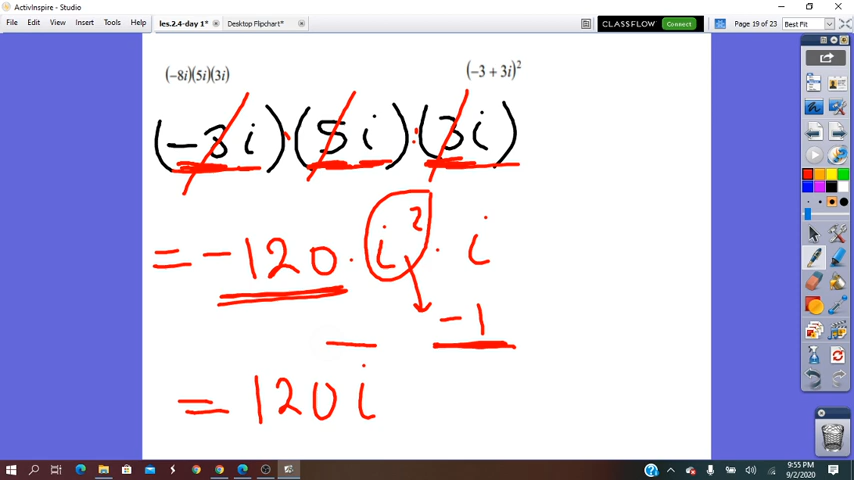 ActivInspire - Studio
File Edit View Insert Tools Help les.2.4-day 1* Desktop Flipchart* CLASSFLOW Connect Page 19 of 23 Best Fit
(−8i)(5i)(3i) (−3 + 3i)²
(−8i)·(5i)·(3i)
= −120 · i² · i
−1
= 120i
9:55 PM
9/2/2020